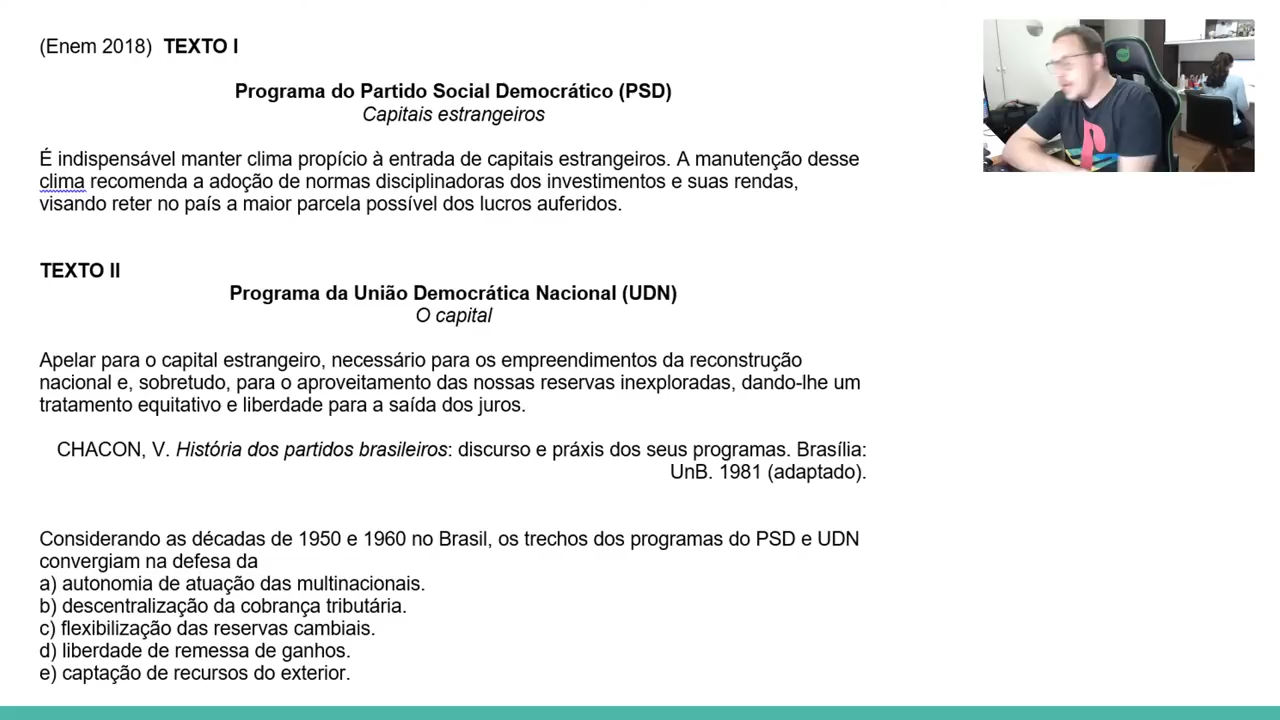 (Enem 2018) TEXTO I
Programa do Partido Social Democrático (PSD)
Capitais estrangeiros
É indispensável manter clima propício à entrada de capitais estrangeiros. A manutenção desse
clima recomenda a adoção de normas disciplinadoras dos investimentos e suas rendas,
visando reter no país a maior parcela possível dos lucros auferidos.
TEXTO II
Programa da União Democrática Nacional (UDN)
O capital
Apelar para o capital estrangeiro, necessário para os empreendimentos da reconstrução
nacional e, sobretudo, para o aproveitamento das nossas reservas inexploradas, dando-lhe um
tratamento equitativo e liberdade para a saída dos juros.
CHACON, V. História dos partidos brasileiros: discurso e práxis dos seus programas. Brasília:
UnB. 1981 (adaptado).
Considerando as décadas de 1950 e 1960 no Brasil, os trechos dos programas do PSD e UDN
convergiam na defesa da
a) autonomia de atuação das multinacionais.
b) descentralização da cobrança tributária.
c) flexibilização das reservas cambiais.
d) liberdade de remessa de ganhos.
e) captação de recursos do exterior.